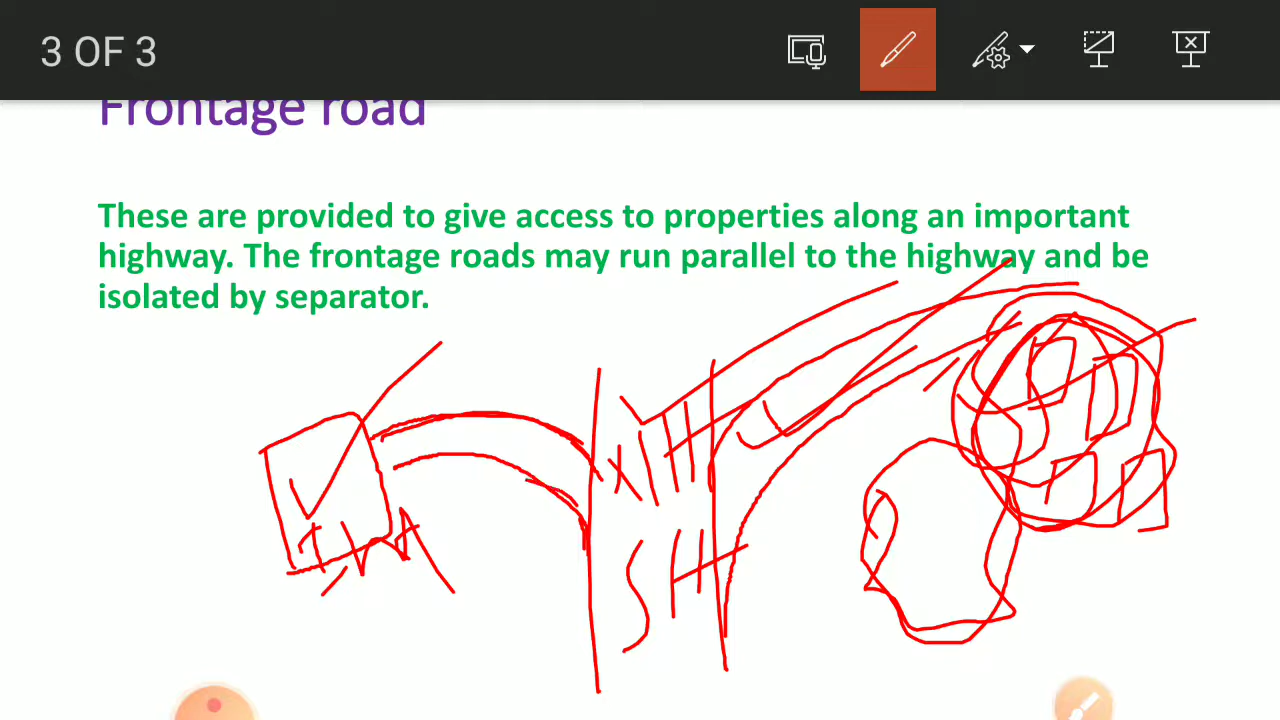 3 OF 3
Frontage road
These are provided to give access to properties along an important
highway. The frontage roads may run parallel to the highway and be
isolated by separator.
SH